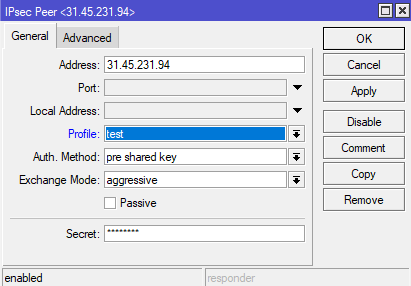 IPsec Peer <31.45.231.94>
General Advanced
Address: 31.45.231.94
Port:
Local Address:
Profile: test
Auth. Method: pre shared key
Exchange Mode: aggressive
Passive
Secret: ********
OK
Cancel
Apply
Disable
Comment
Copy
Remove
enabled responder